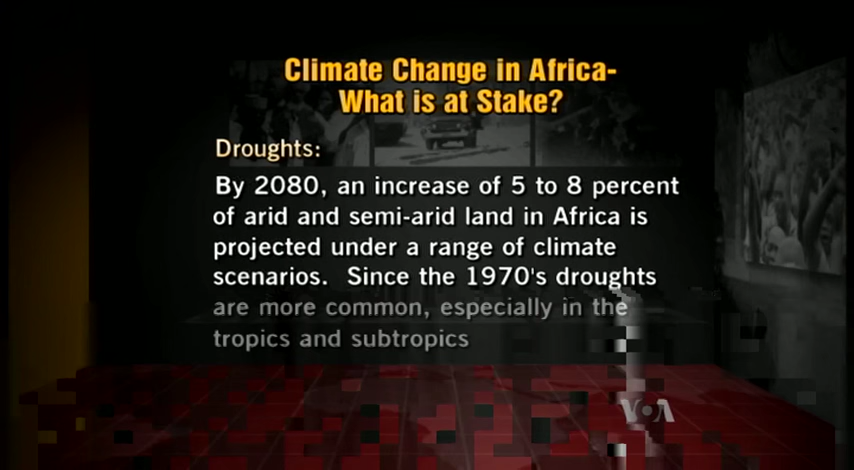 Climate Change in Africa-
What is at Stake?
Droughts:
By 2080, an increase of 5 to 8 percent
of arid and semi-arid land in Africa is
projected under a range of climate
scenarios.  Since the 1970's droughts
are more common, especially in the
tropics and subtropics
VOA